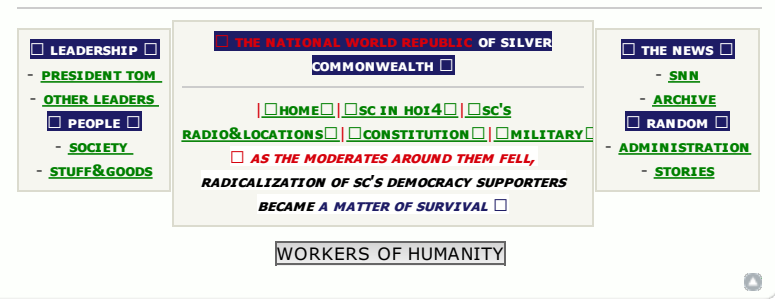 □ LEADERSHIP □
- PRESIDENT TOM
- OTHER LEADERS
□ PEOPLE □
- SOCIETY
- STUFF&GOODS
□ THE NATIONAL WORLD REPUBLIC OF SILVER
COMMONWEALTH □
|□HOME□|□SC IN HOI4□|□SC'S
RADIO&LOCATIONS□|□CONSTITUTION□|□MILITARY□
□ AS THE MODERATES AROUND THEM FELL,
RADICALIZATION OF SC'S DEMOCRACY SUPPORTERS
BECAME A MATTER OF SURVIVAL □
□ THE NEWS □
- SNN
- ARCHIVE
□ RANDOM □
- ADMINISTRATION
- STORIES
WORKERS OF HUMANITY